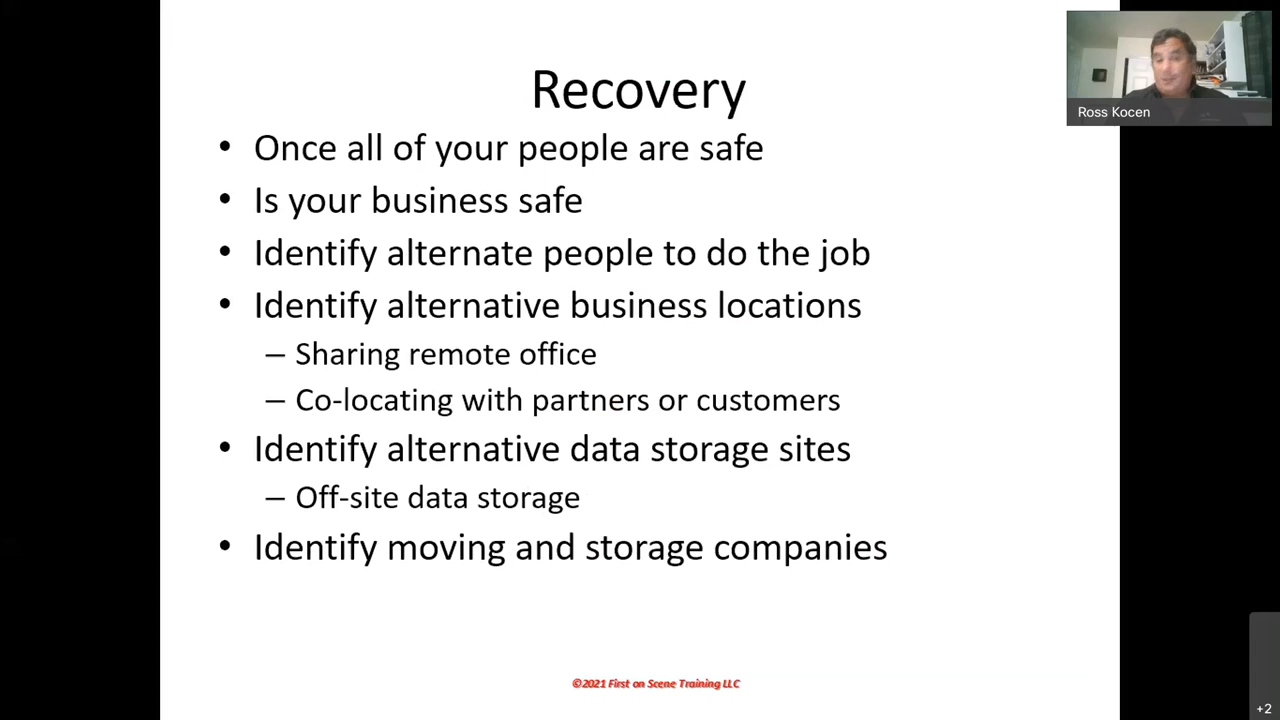 Recovery
• Once all of your people are safe
• Is your business safe
• Identify alternate people to do the job
• Identify alternative business locations
– Sharing remote office
– Co-locating with partners or customers
• Identify alternative data storage sites
– Off-site data storage
• Identify moving and storage companies
©2021 First on Scene Training LLC
Ross Kocen
+2